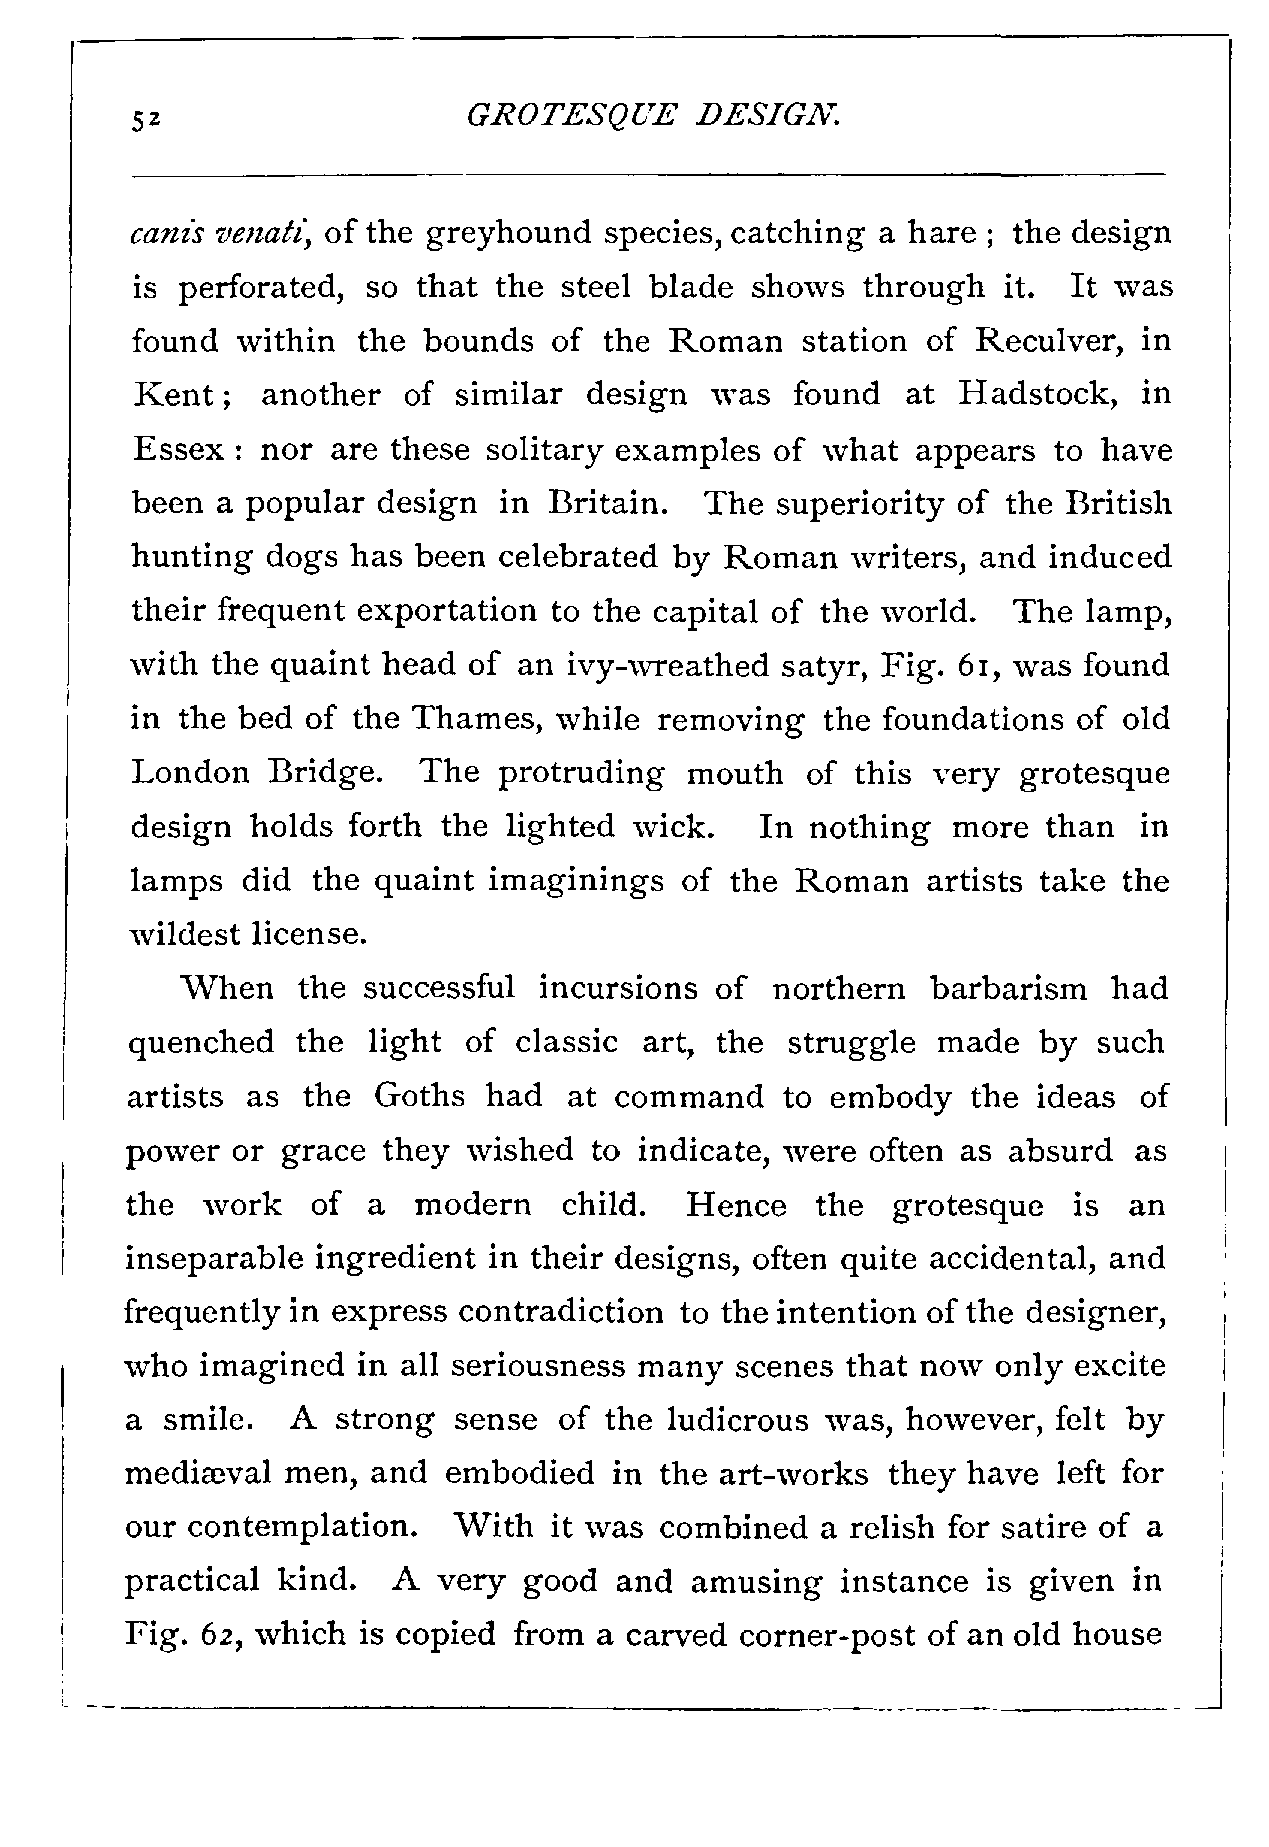 52 GROTESQUE DESIGN.
canis venati, of the greyhound species, catching a hare ; the design
is perforated, so that the steel blade shows through it. It was
found within the bounds of the Roman station of Reculver, in
Kent ; another of similar design was found at Hadstock, in
Essex : nor are these solitary examples of what appears to have
been a popular design in Britain. The superiority of the British
hunting dogs has been celebrated by Roman writers, and induced
their frequent exportation to the capital of the world. The lamp,
with the quaint head of an ivy-wreathed satyr, Fig. 61, was found
in the bed of the Thames, while removing the foundations of old
London Bridge. The protruding mouth of this very grotesque
design holds forth the lighted wick. In nothing more than in
lamps did the quaint imaginings of the Roman artists take the
wildest license.
When the successful incursions of northern barbarism had
quenched the light of classic art, the struggle made by such
artists as the Goths had at command to embody the ideas of
power or grace they wished to indicate, were often as absurd as
the work of a modern child. Hence the grotesque is an
inseparable ingredient in their designs, often quite accidental, and
frequently in express contradiction to the intention of the designer,
who imagined in all seriousness many scenes that now only excite
a smile. A strong sense of the ludicrous was, however, felt by
mediæval men, and embodied in the art-works they have left for
our contemplation. With it was combined a relish for satire of a
practical kind. A very good and amusing instance is given in
Fig. 62, which is copied from a carved corner-post of an old house